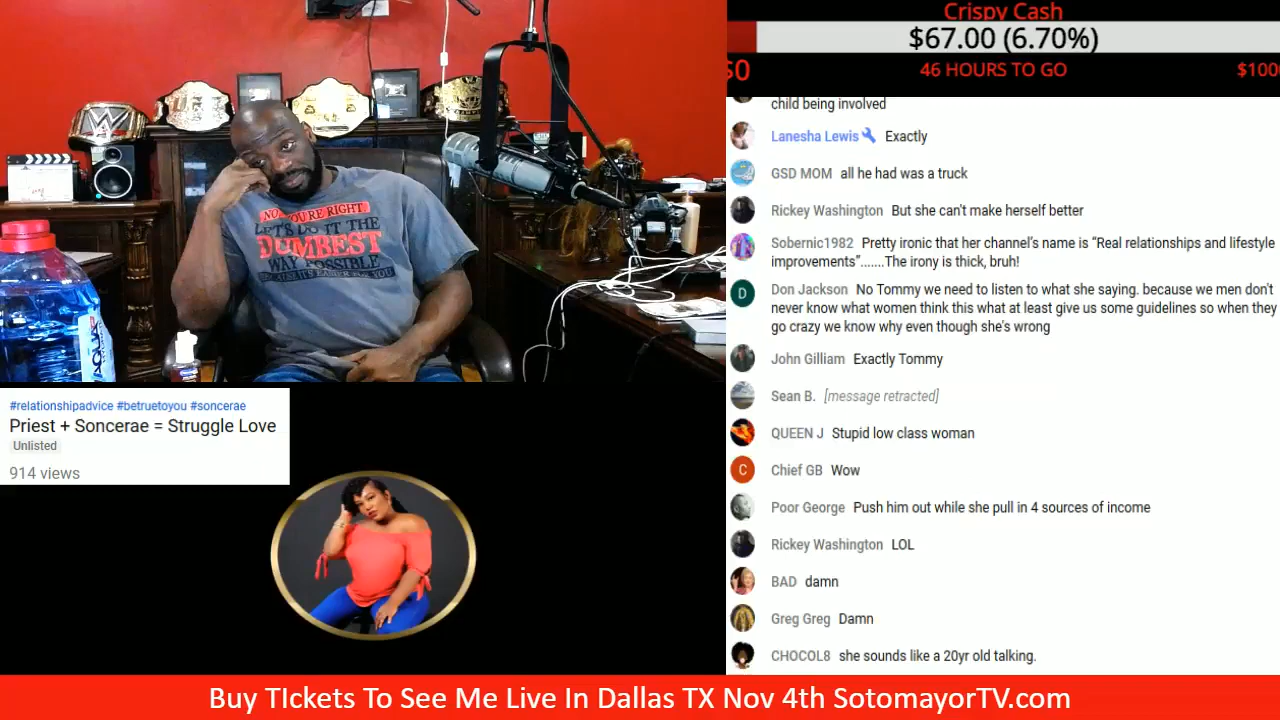 Crispy Cash
$67.00 (6.70%)
$0
46 HOURS TO GO
$100
child being involved
Lanesha Lewis Exactly
GSD MOM all he had was a truck
Rickey Washington But she can't make herself better
Sobernic1982 Pretty ironic that her channel's name is “Real relationships and lifestyle
improvements”.......The irony is thick, bruh!
Don Jackson No Tommy we need to listen to what she saying. because we men don't
never know what women think this what at least give us some guidelines so when they
go crazy we know why even though she's wrong
John Gilliam Exactly Tommy
Sean B. [message retracted]
QUEEN J Stupid low class woman
C
Chief GB Wow
Poor George Push him out while she pull in 4 sources of income
Rickey Washington LOL
BAD damn
Greg Greg Damn
CHOCOL8 she sounds like a 20yr old talking.
D
W
NO, YOU'RE RIGHT.
LET'S DO IT THE
DUMBEST
WAY POSSIBLE
BECAUSE IT'S EASIER FOR YOU
#relationshipadvice #betruetoyou #soncerae
Priest + Soncerae = Struggle Love
Unlisted
914 views
Buy TIckets To See Me Live In Dallas TX Nov 4th SotomayorTV.com